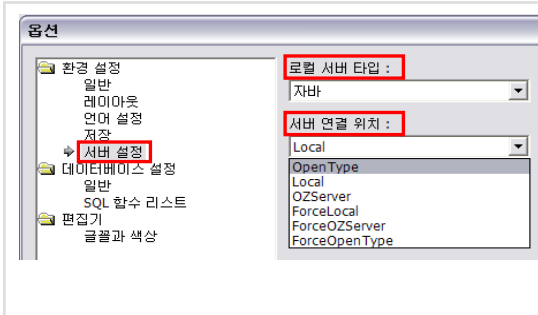 옵션
환경 설정
일반
레이아웃
언어 설정
저장
서버 설정
데이터베이스 설정
일반
SQL 함수 리스트
편집기
글꼴과 색상
로컬 서버 타입 :
자바
서버 연결 위치 :
Local
OpenType
Local
OZServer
ForceLocal
ForceOZServer
ForceOpenType